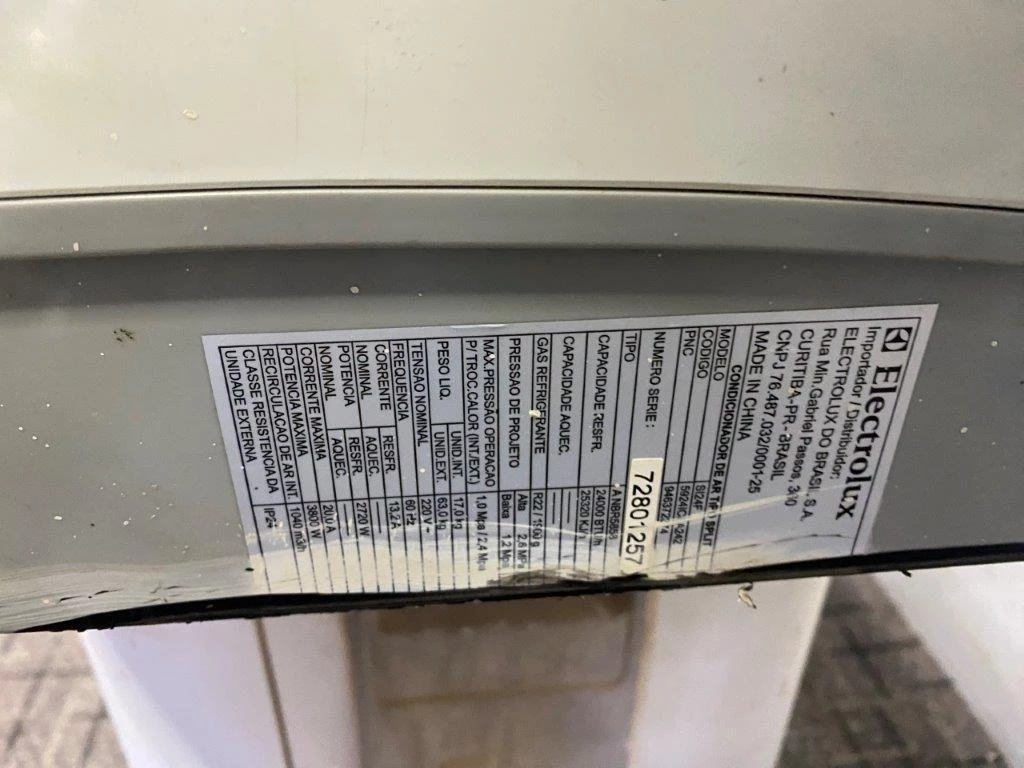 Electrolux
Importador / Distribuidor:
ELECTROLUX DO BRASIL S.A.
Rua Min.Gabriel Passos, 360
CURITIBA-PR.-BRASIL
CNPJ 76.487.032/0001-25
MADE IN CHINA
CONDICIONADOR DE AR TIPO SPLIT
MODELO SI24F
CODIGO
PNC
NUMERO SERIE: 72801257
TIPO
CAPACIDADE RESFR. 24000 BTU/h
25320 KJ/h
CAPACIDADE AQUEC.
GAS REFRIGERANTE R22 / 1500 g
PRESSAO DE PROJETO Alta 2,6 MPa
Baixa 1,2 Mpa
MAX.PRESSÃO OPERACAO
P/ TROC.CALOR (INT/EXT.) 1,0 Mpa / 2,4 Mpa
PESO LIQ. UNID.INT. 17,0 kg
UNID.EXT. 63,0 kg
TENSAO NOMINAL 220 V ~
FREQUENCIA 60 Hz
CORRENTE NOMINAL RESFR. 13,2 A
AQUEC.
POTENCIA NOMINAL RESFR. 2720 W
AQUEC.
CORRENTE MAXIMA 20,0 A
POTENCIA MAXIMA 3800 W
RECIRCULACAO DE AR INT. 1040 m3/h
CLASSE RESISTENCIA DA
UNIDADE EXTERNA IP24